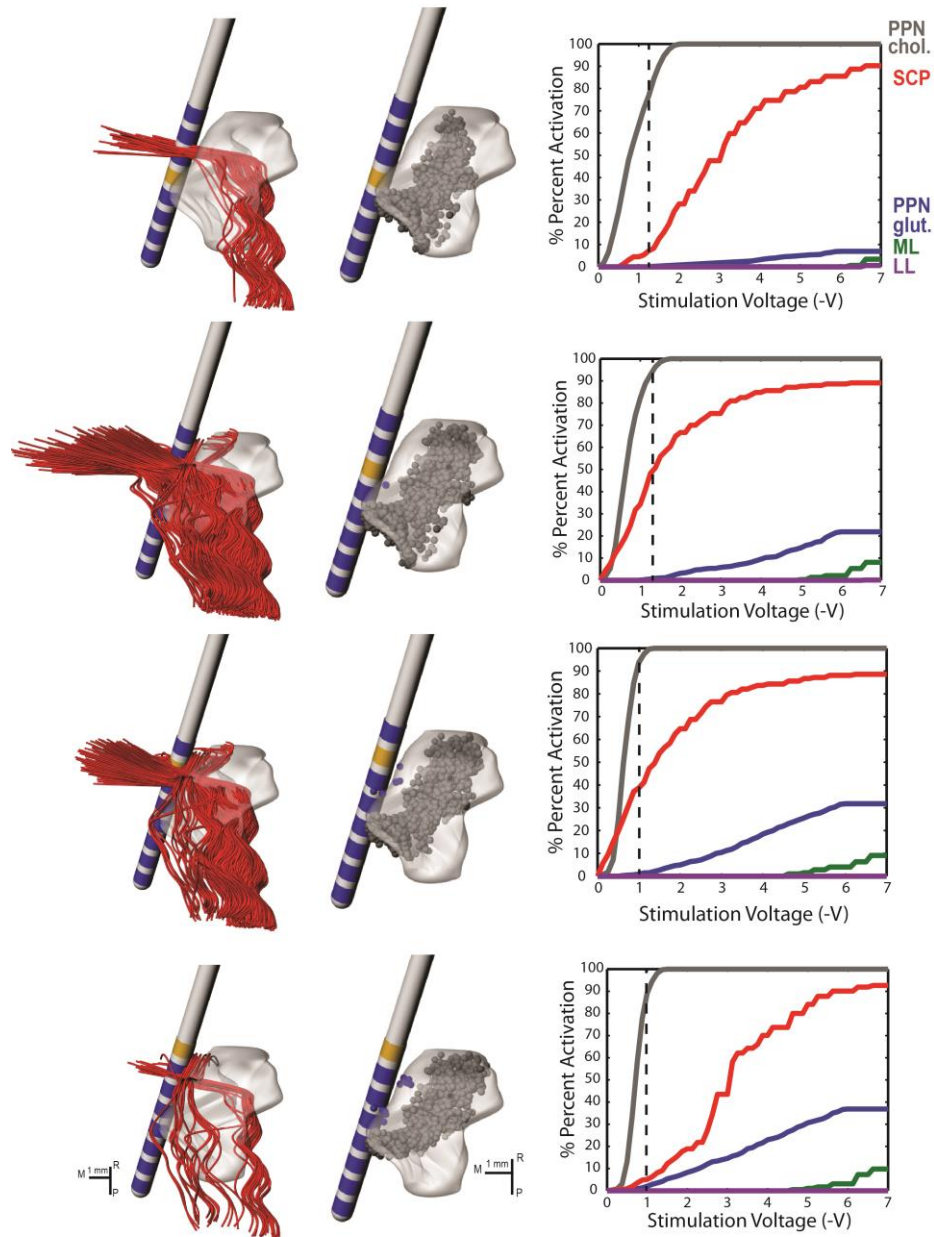 PPN
chol.
SCP
PPN
glut.
ML
LL
% Percent Activation
100
90
80
70
60
50
40
30
20
10
0
0 1 2 3 4 5 6 7
Stimulation Voltage (-V)
% Percent Activation
100
90
80
70
60
50
40
30
20
10
0
0 1 2 3 4 5 6 7
Stimulation Voltage (-V)
% Percent Activation
100
90
80
70
60
50
40
30
20
10
0
0 1 2 3 4 5 6 7
Stimulation Voltage (-V)
% Percent Activation
100
90
80
70
60
50
40
30
20
10
0
0 1 2 3 4 5 6 7
Stimulation Voltage (-V)
R
M 1 mm
P
R
M 1 mm
P